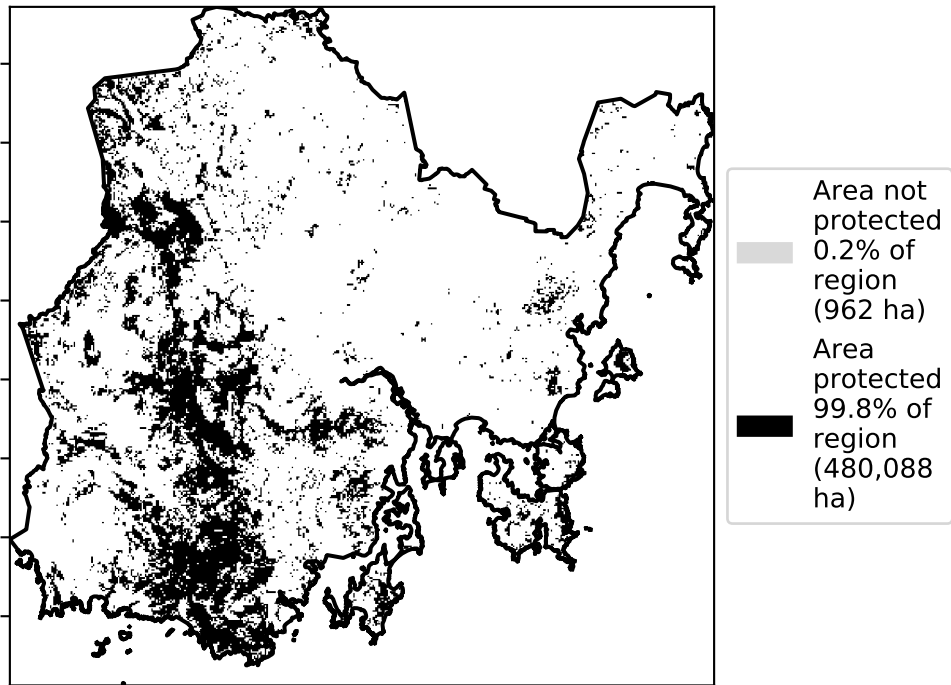 Area not
protected
0.2% of
region
(962 ha)
Area
protected
99.8% of
region
(480,088
ha)